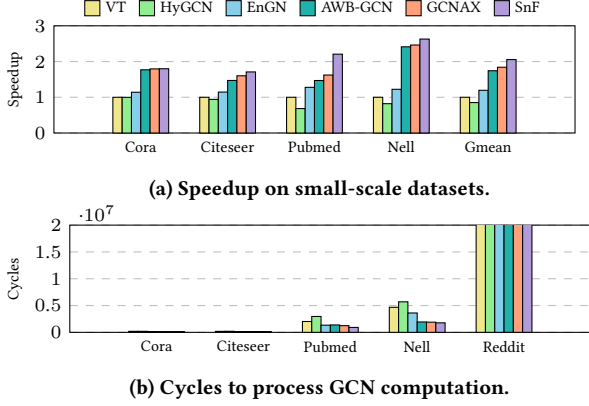 VT HyGCN EnGN AWB-GCN GCNAX SnF
3
2
1
0
Speedup
Cora Citeseer Pubmed Nell Gmean
(a) Speedup on small-scale datasets.
·10⁷
2
1.5
1
0.5
0
Cycles
Cora Citeseer Pubmed Nell Reddit
(b) Cycles to process GCN computation.